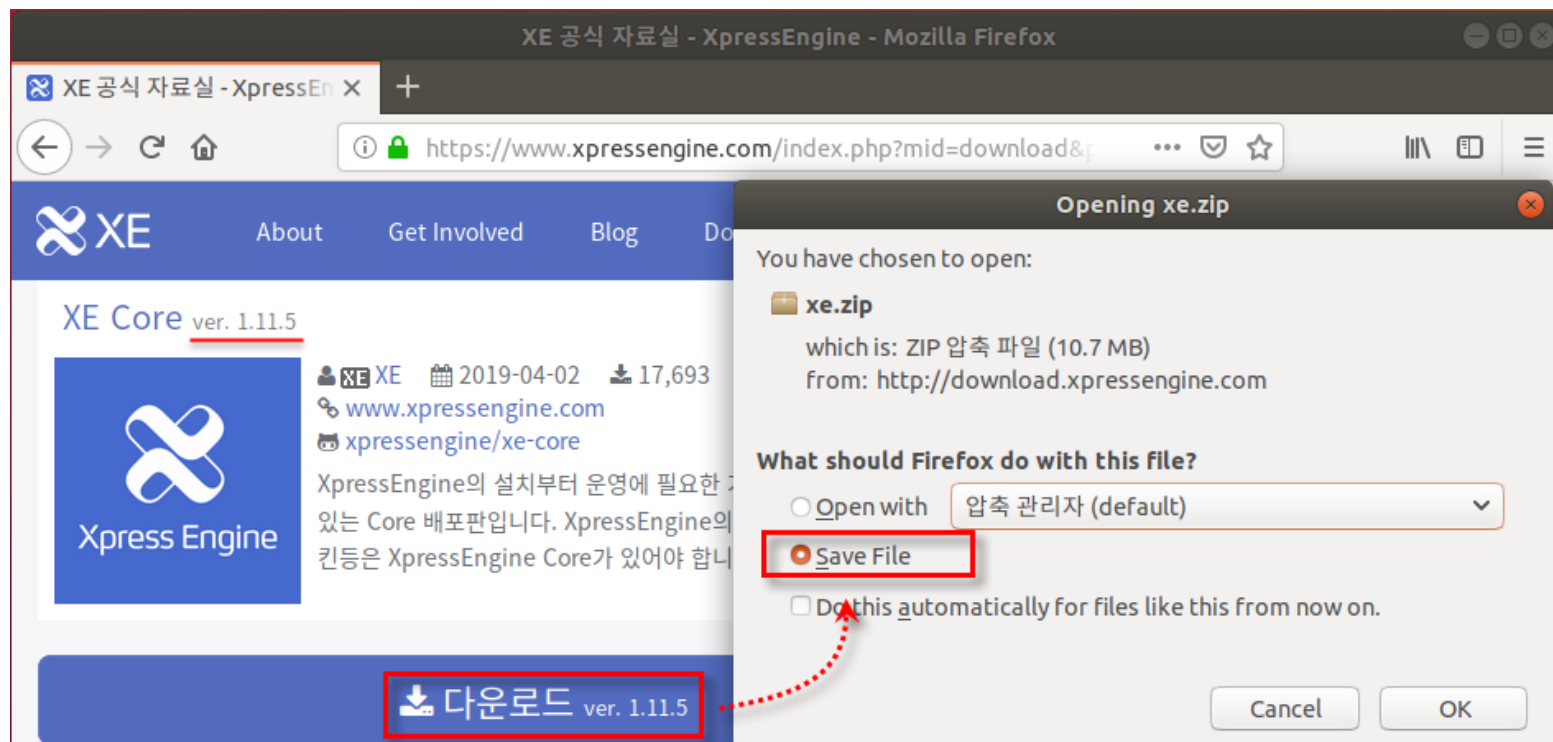 XE 공식 자료실 - XpressEngine - Mozilla Firefox
XE 공식 자료실 - XpressEn
https://www.xpressengine.com/index.php?mid=download&
XE About Get Involved Blog Do
XE Core ver. 1.11.5
XE XE 2019-04-02 17,693
www.xpressengine.com
xpressengine/xe-core
XpressEngine의 설치부터 운영에 필요한
있는 Core 배포판입니다. XpressEngine의
킨등은 XpressEngine Core가 있어야 합니
Xpress Engine
다운로드 ver. 1.11.5
Opening xe.zip
You have chosen to open:
xe.zip
which is: ZIP 압축 파일 (10.7 MB)
from: http://download.xpressengine.com
What should Firefox do with this file?
Open with 압축 관리자 (default)
Save File
Do this automatically for files like this from now on.
Cancel OK